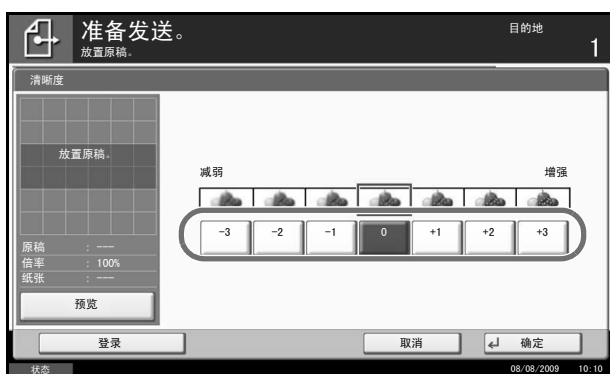 准备发送。
放置原稿。
目的地
1
清晰度
放置原稿。
减弱
增强
-3 -2 -1 0 +1 +2 +3
原稿 : ---
倍率 : 100%
纸张 : ---
预览
登录
取消
确定
状态
08/08/2009 10:10